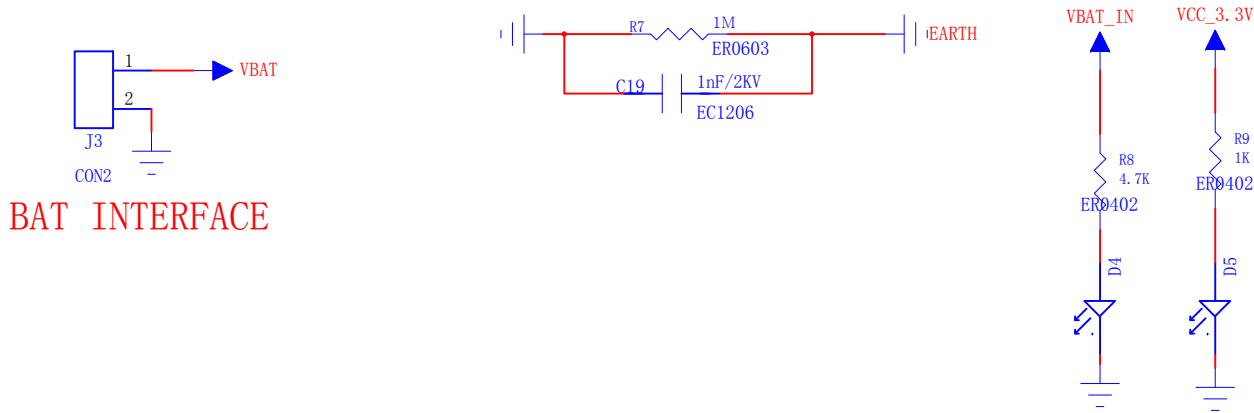 1
VBAT
2
J3
CON2
BAT INTERFACE
R7
1M
ER0603
EARTH
C19
1nF/2KV
EC1206
VBAT_IN
R8
4.7K
ER0402
D4
VCC_3.3V
R9
1K
ER0402
D5